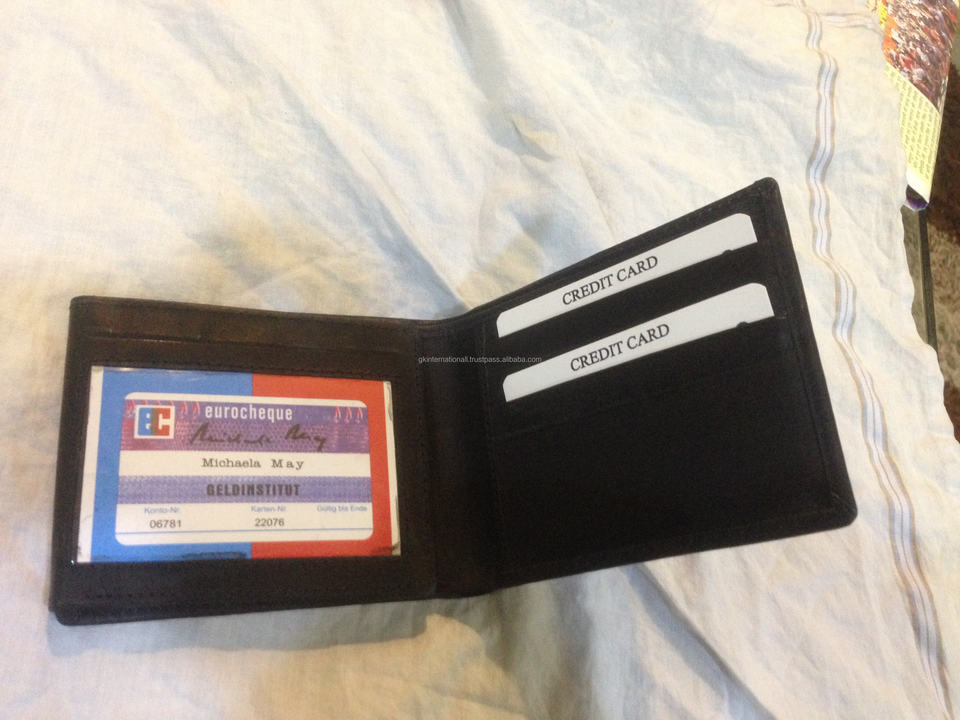 CREDIT CARD
CREDIT CARD
gkinternationall.trustpass.alibaba.com
eurocheque
Michaela May
GELDINSTITUT
Konto-Nr. Karten-Nr Gültig bis Ende
06781 22076